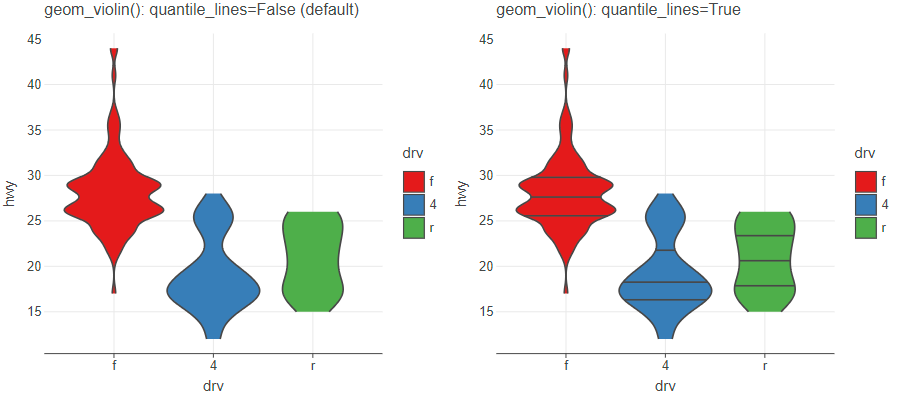 geom_violin(): quantile_lines=False (default)
45
40
35
30
25
20
15
hwy
f
4
r
drv
drv
f
4
r
geom_violin(): quantile_lines=True
45
40
35
30
25
20
15
hwy
f
4
r
drv
drv
f
4
r